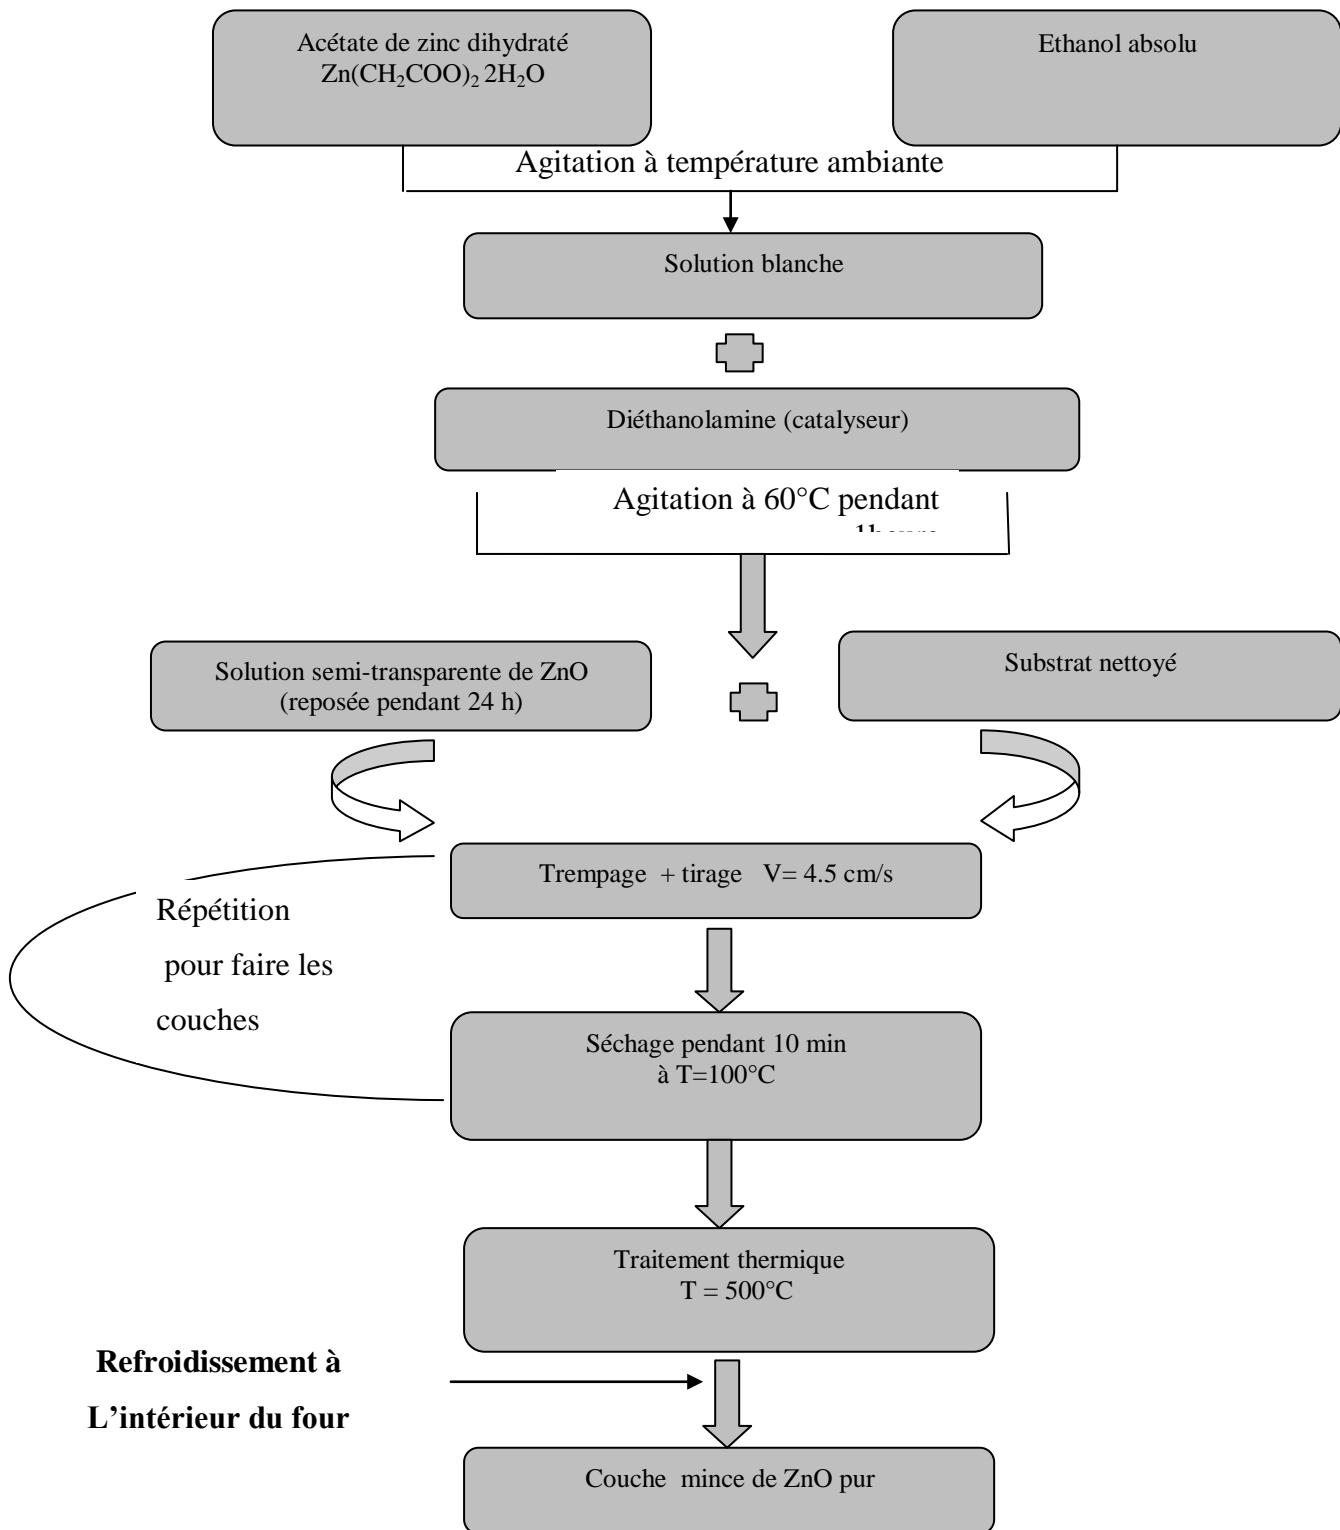 Acétate de zinc dihydraté
Zn(CH₂COO)₂ 2H₂O
Ethanol absolu
Agitation à température ambiante
Solution blanche
Diéthanolamine (catalyseur)
Agitation à 60°C pendant
Solution semi-transparente de ZnO
(reposée pendant 24 h)
Substrat nettoyé
Trempage + tirage V= 4.5 cm/s
Répétition
pour faire les
couches
Séchage pendant 10 min
à T=100°C
Traitement thermique
T = 500°C
Refroidissement à
L’intérieur du four
Couche mince de ZnO pur